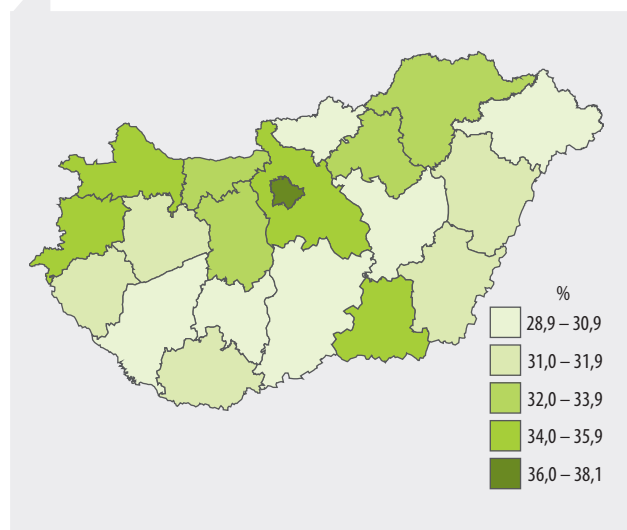 %
28,9 – 30,9
31,0 – 31,9
32,0 – 33,9
34,0 – 35,9
36,0 – 38,1